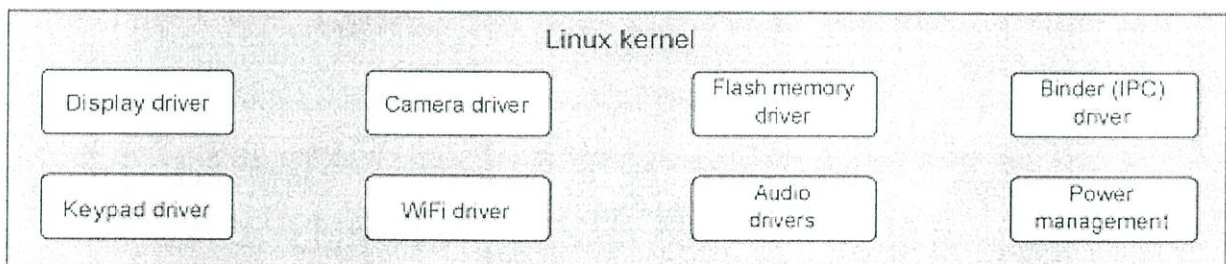 Linux kernel
Display driver
Camera driver
Flash memory
driver
Binder (IPC)
driver
Keypad driver
WiFi driver
Audio
drivers
Power
management